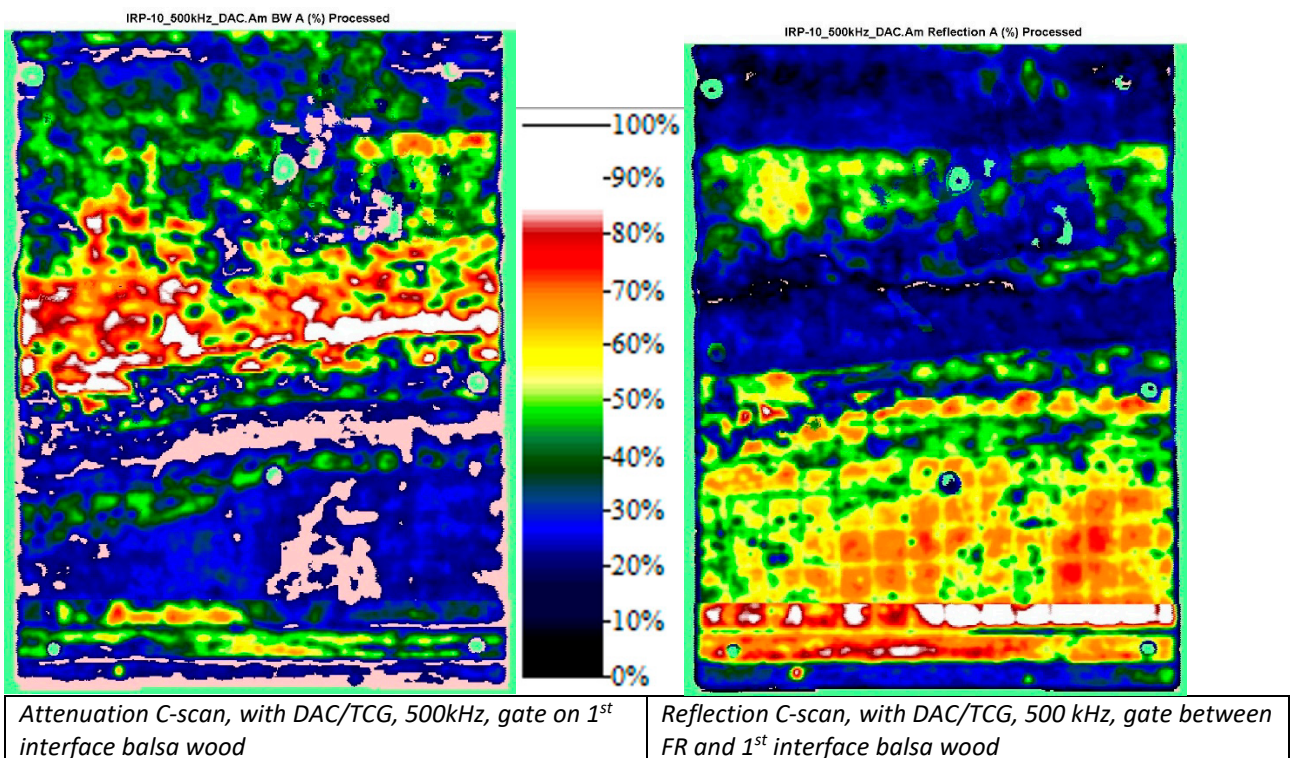 IRP-10_500kHz_DAC.Am BW A (%) Processed
IRP-10_500kHz_DAC.Am Reflection A (%) Processed
100%
-90%
-80%
-70%
-60%
-50%
-40%
-30%
-20%
-10%
-0%
Attenuation C-scan, with DAC/TCG, 500kHz, gate on 1st
interface balsa wood
Reflection C-scan, with DAC/TCG, 500 kHz, gate between
FR and 1st interface balsa wood